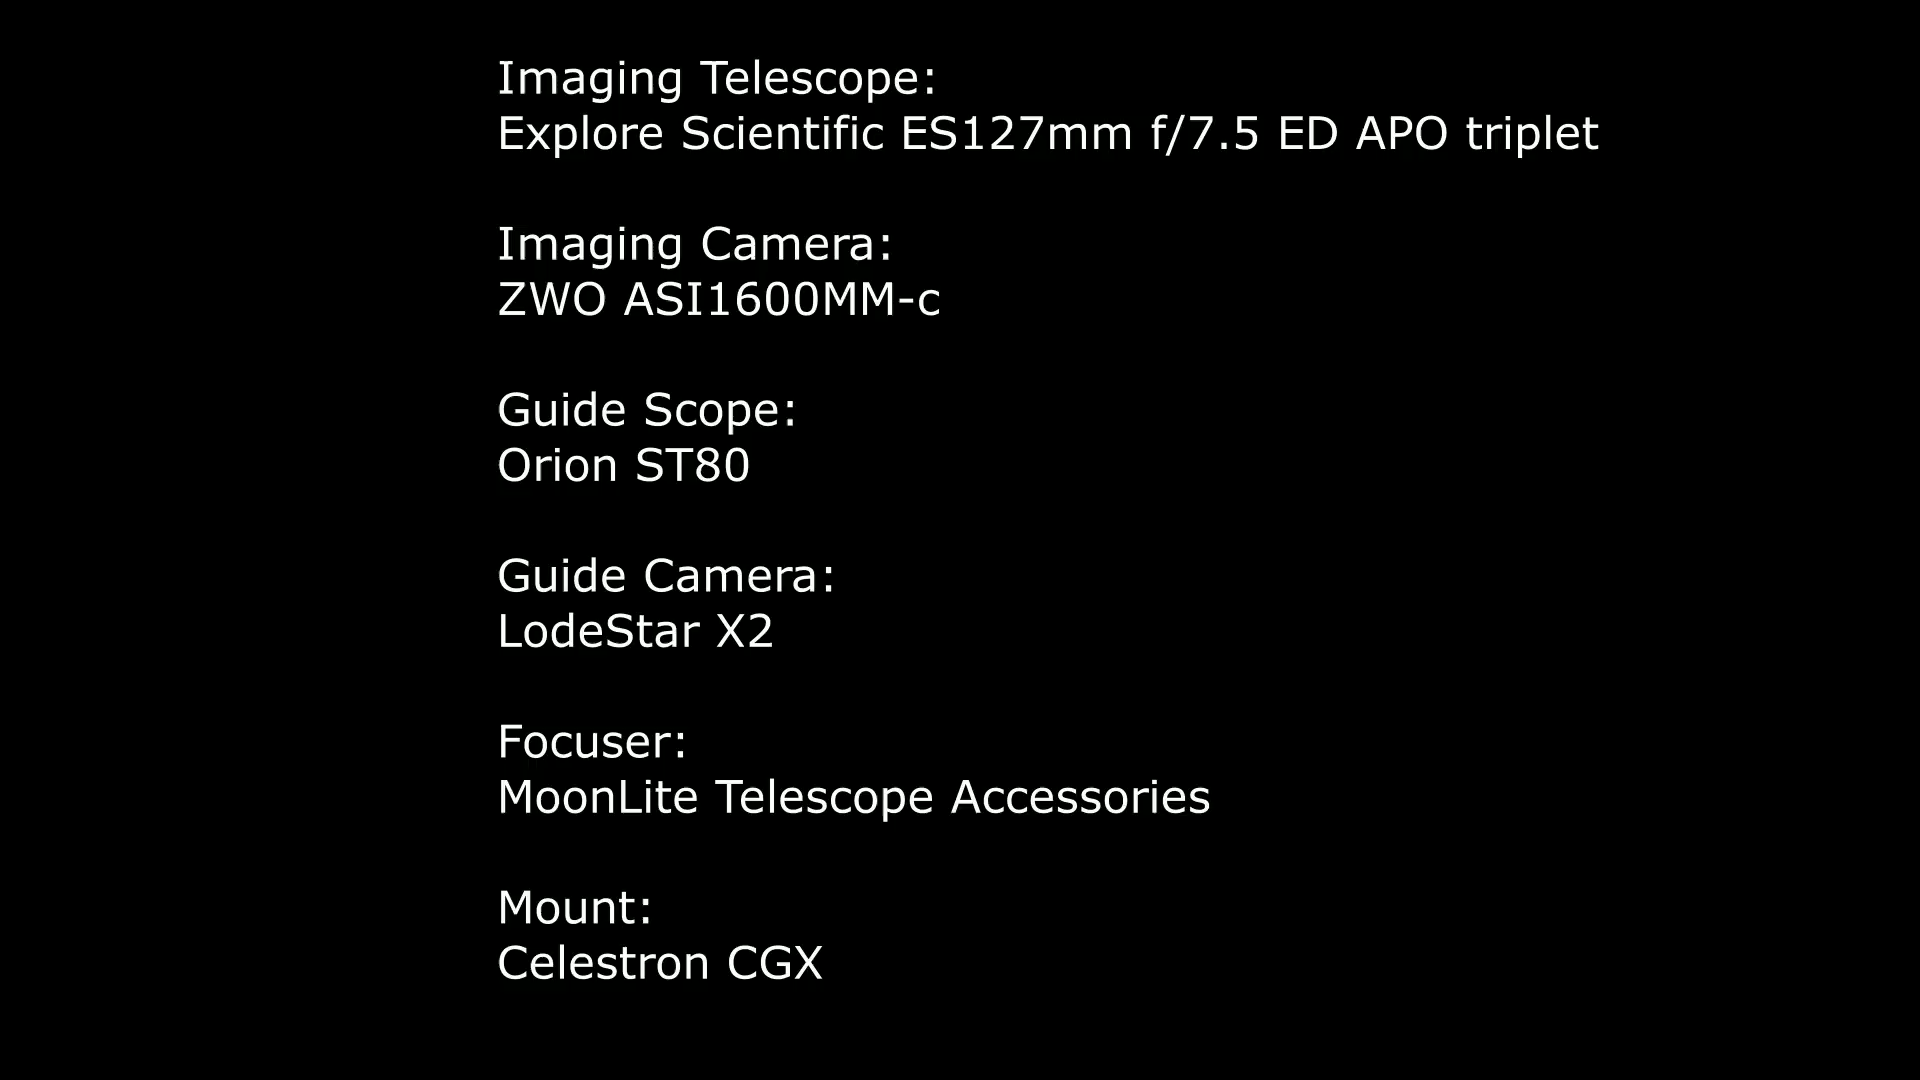 Imaging Telescope:
Explore Scientific ES127mm f/7.5 ED APO triplet
Imaging Camera:
ZWO ASI1600MM-c
Guide Scope:
Orion ST80
Guide Camera:
LodeStar X2
Focuser:
MoonLite Telescope Accessories
Mount:
Celestron CGX